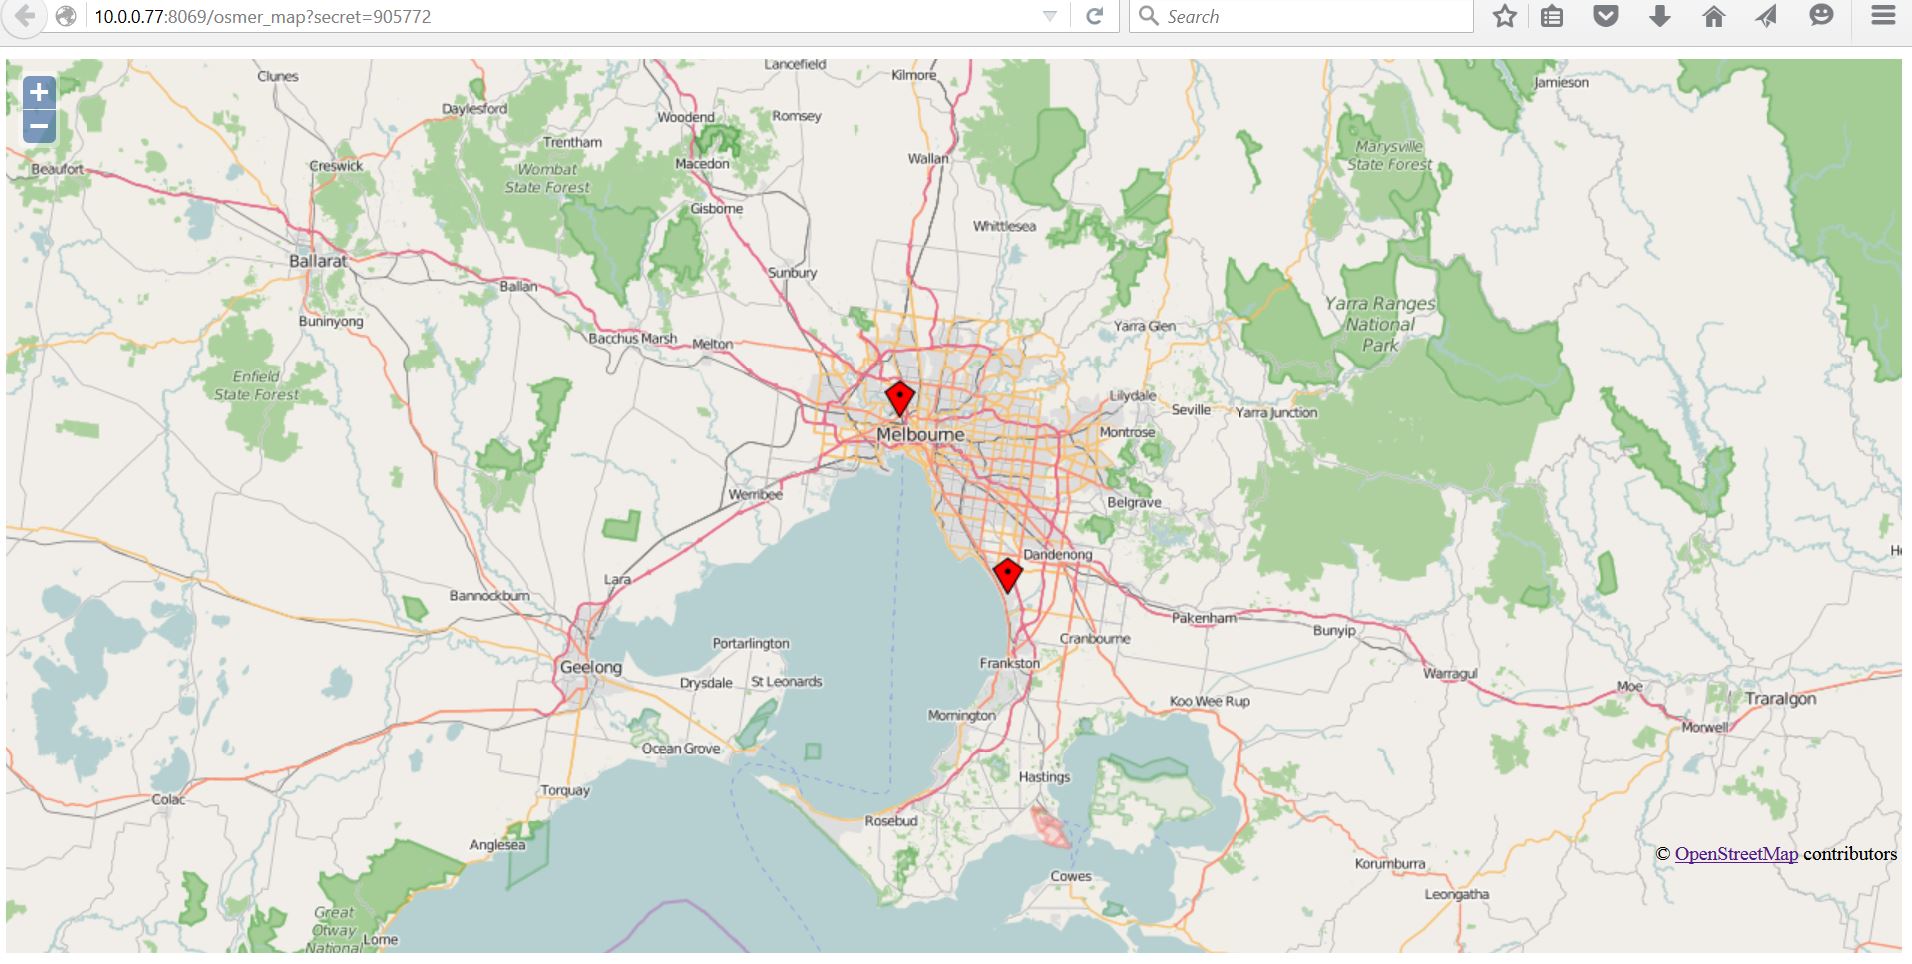 10.0.0.77:8069/osmer_map?secret=905772
Search
+
−
Clunes
Lancefield
Kilmore
Jamieson
Daylesford
Woodend
Romsey
Trentham
Marysville
State Forest
Wallan
Macedon
Creswick
Beaufort
Wombat
State Forest
Gisborne
Whittlesea
Ballarat
Sunbury
Ballan
Yarra Ranges
National
Park
Buninyong
Yarra Glen
Bacchus Marsh
Melton
Enfield
State Forest
Lilydale
Seville
Yarra Junction
Melbourne
Montrose
Werribee
Belgrave
Dandenong
He
Lara
Bannockburn
Pakenham
Bunyip
Portarlington
Cranbourne
Geelong
Frankston
Warragul
Drysdale
St Leonards
Moe
Traralgon
Koo Wee Rup
Mornington
Morwell
Ocean Grove
Hastings
Torquay
Colac
Rosebud
Anglesea
© OpenStreetMap contributors
Korumburra
Cowes
Leongatha
Great
Otway
National
Lorne